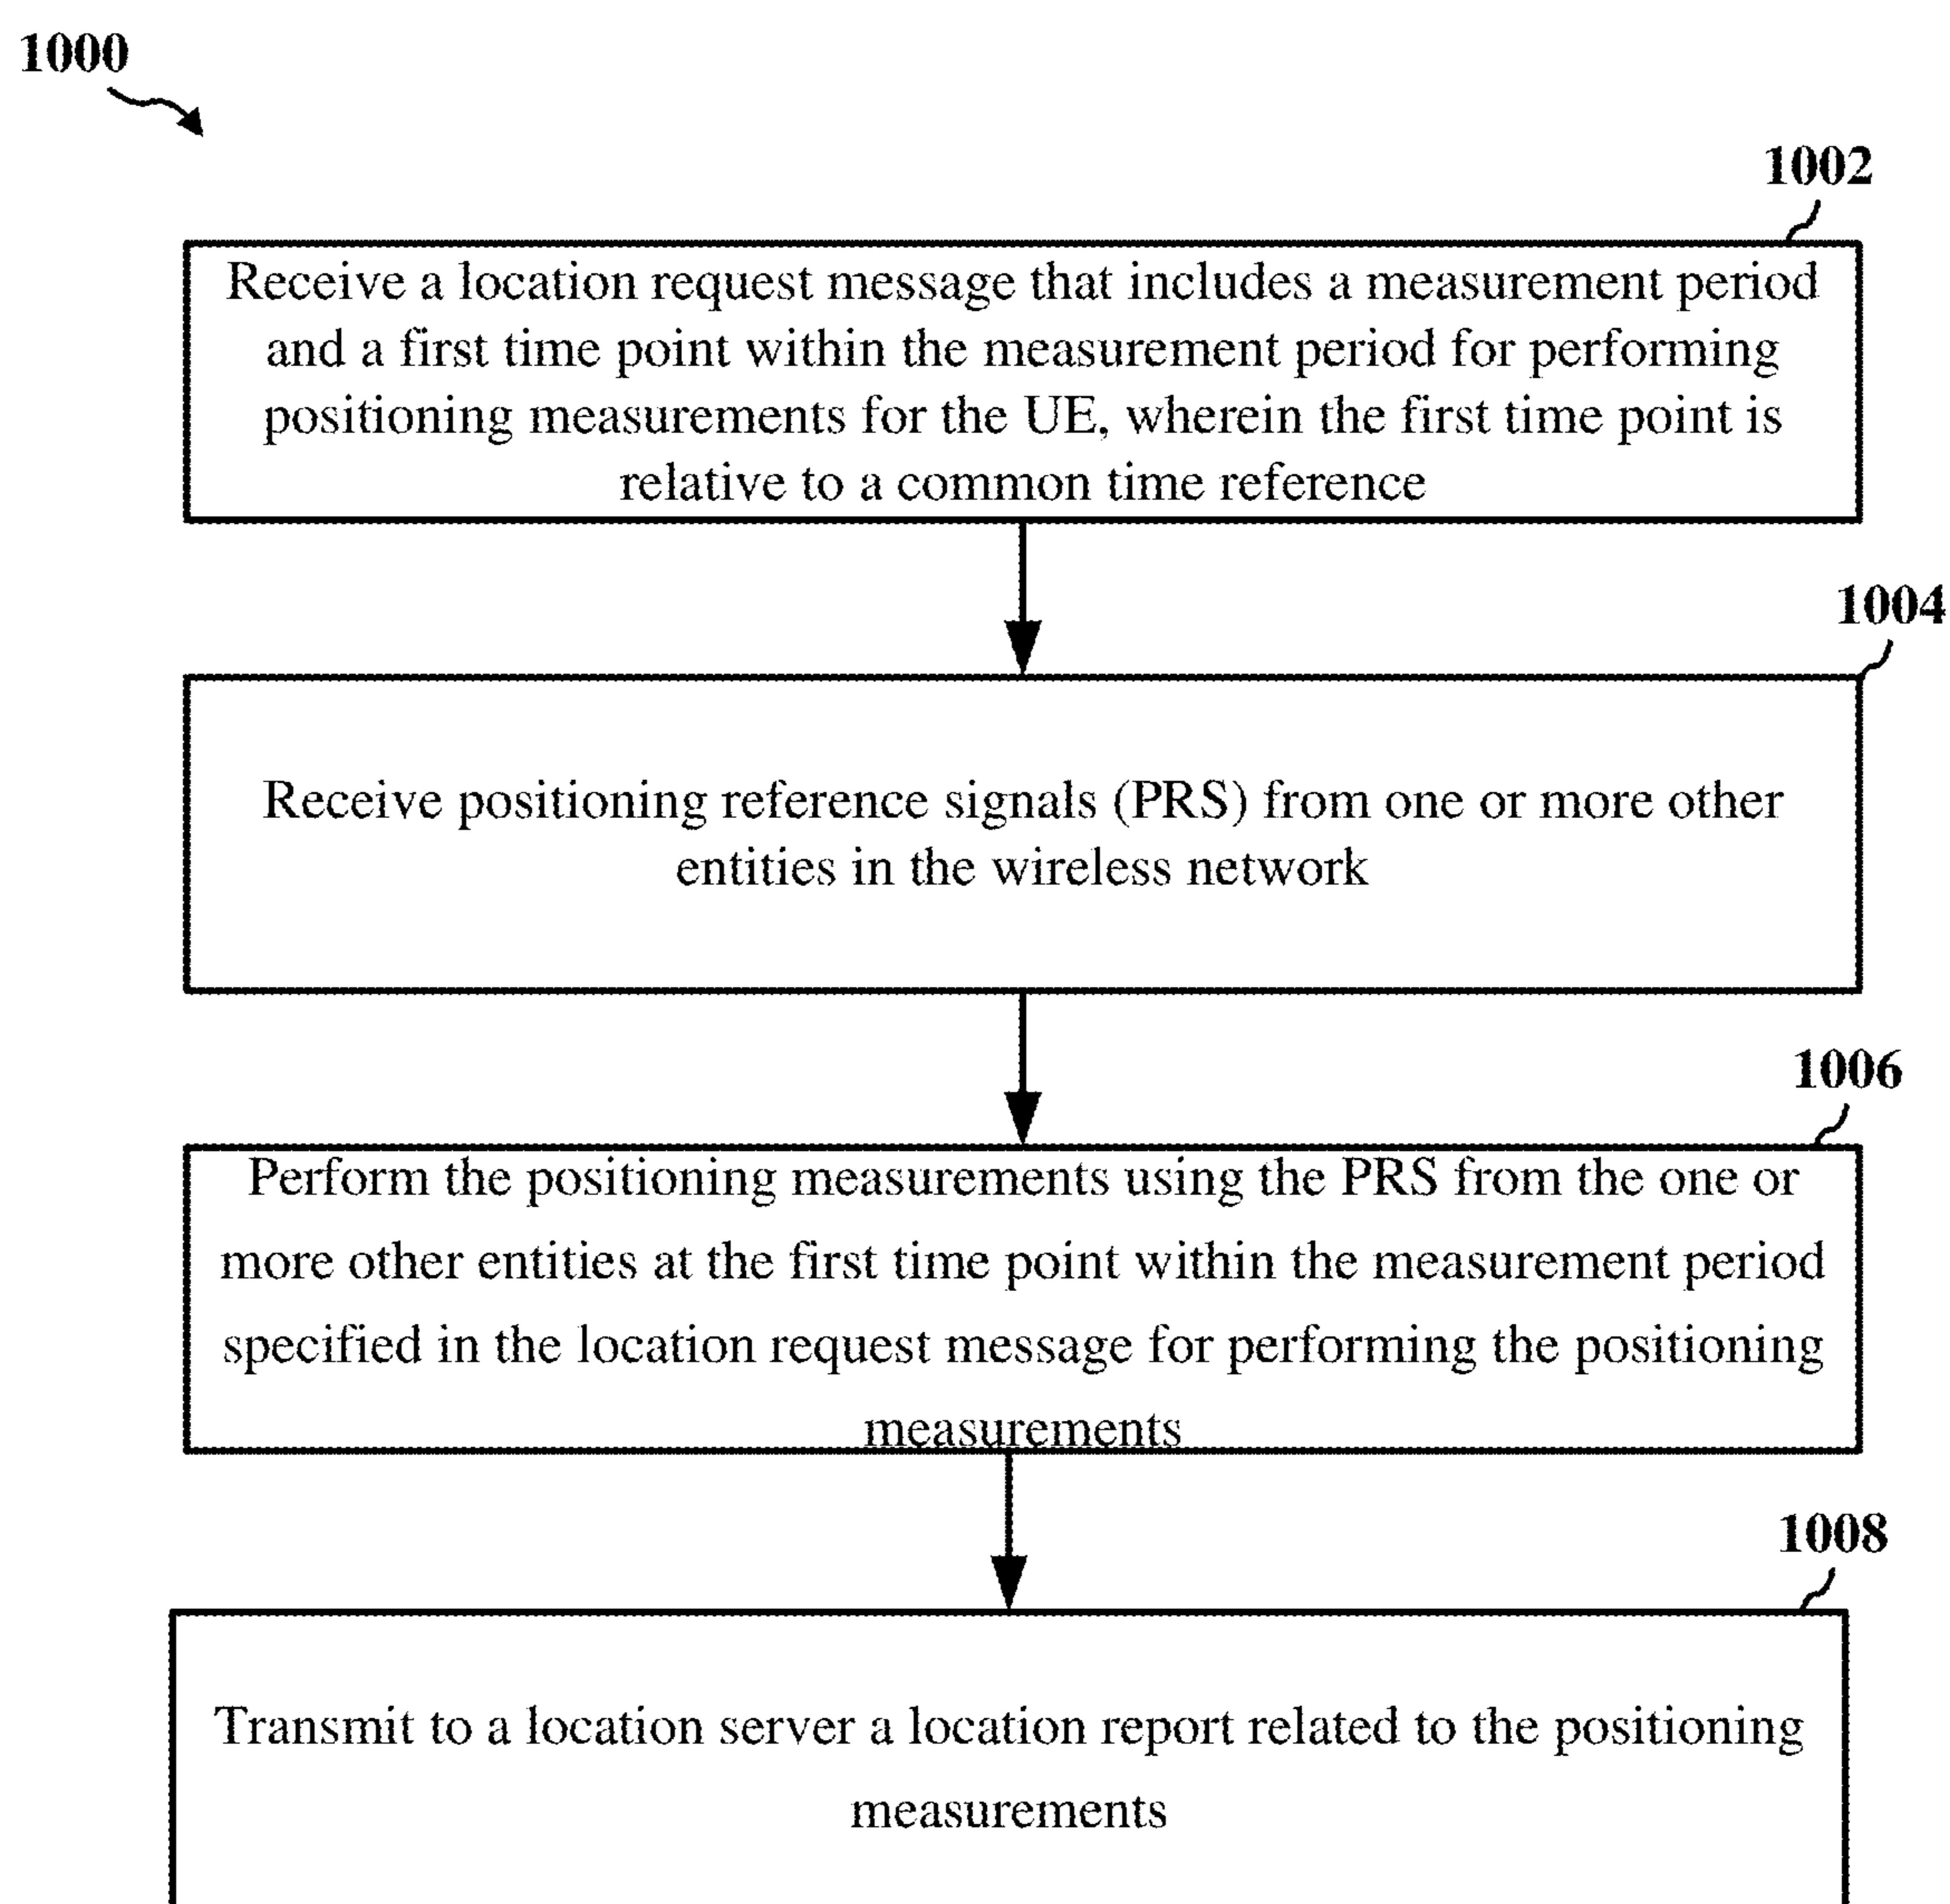 1000
1002
Receive a location request message that includes a measurement period
and a first time point within the measurement period for performing
positioning measurements for the UE, wherein the first time point is
relative to a common time reference
1004
Receive positioning reference signals (PRS) from one or more other
entities in the wireless network
1006
Perform the positioning measurements using the PRS from the one or
more other entities at the first time point within the measurement period
specified in the location request message for performing the positioning
measurements
1008
Transmit to a location server a location report related to the positioning
measurements